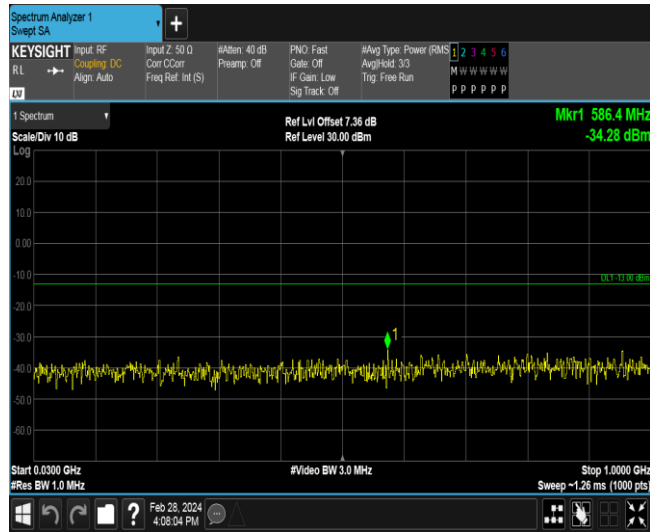 Spectrum Analyzer 1
Swept SA
KEYSIGHT
RL
LXI
Input: RF
Coupling: DC
Align: Auto
Input Z: 50 Ω
Corr CCorr
Freq Ref: Int (S)
#Atten: 40 dB
Preamp: Off
PNO: Fast
Gate: Off
IF Gain: Low
Sig Track: Off
#Avg Type: Power (RMS
Avg|Hold: 3/3
Trig: Free Run
1 2 3 4 5 6
M W W W W W
P P P P P P
1 Spectrum
Scale/Div 10 dB
Log
Ref Lvl Offset 7.36 dB
Ref Level 30.00 dBm
Mkr1 586.4 MHz
-34.28 dBm
20.0
10.0
0.00
-10.0
DL1 -13.00 dBm
-20.0
-30.0
1
-40.0
-50.0
-60.0
Start 0.0300 GHz
#Res BW 1.0 MHz
#Video BW 3.0 MHz
Stop 1.0000 GHz
Sweep ~1.26 ms (1000 pts)
?
Feb 28, 2024
4:08:04 PM